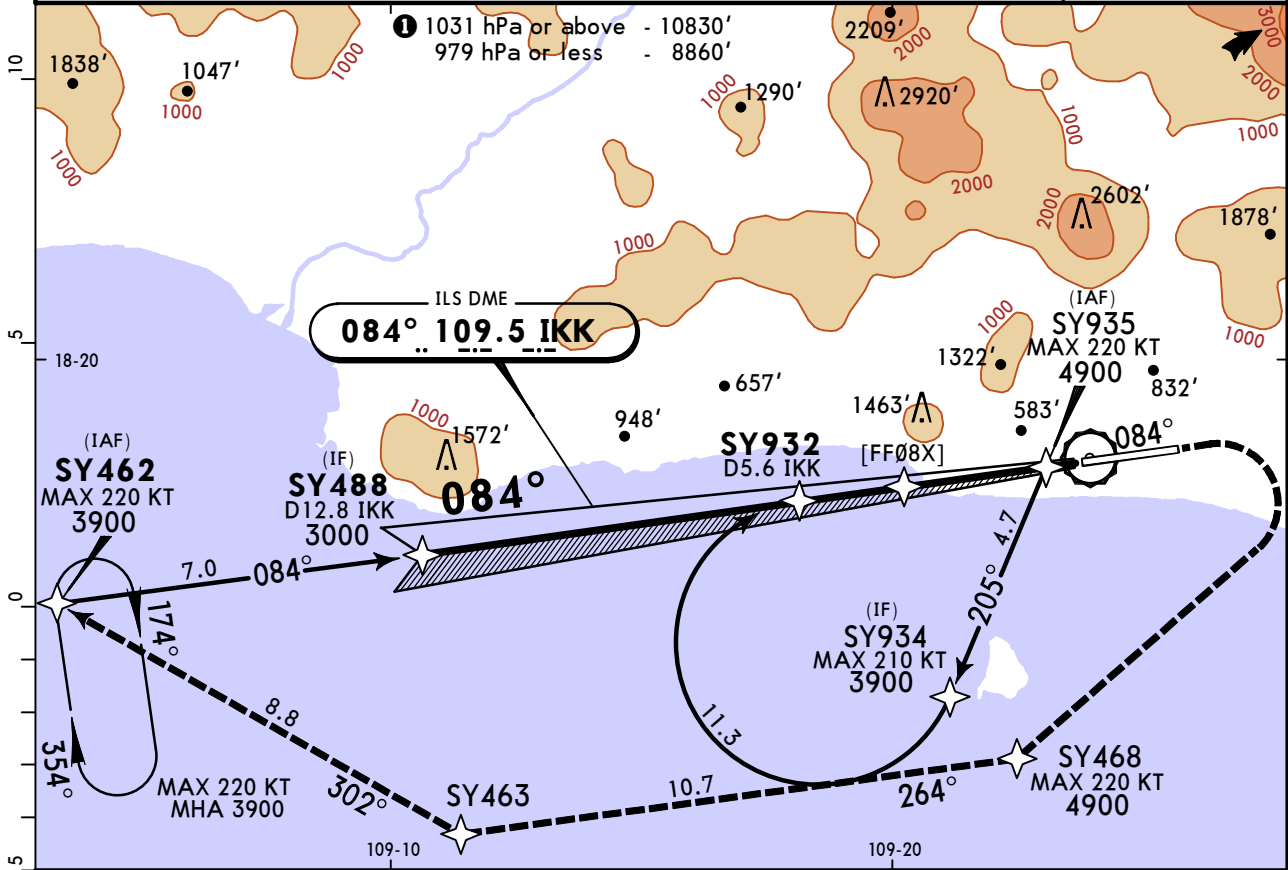 ❶ 1031 hPa or above - 10830'
979 hPa or less - 8860'
10
1838'
1047'
1000
1000
1000
1000
1290'
2209'
2000
2920'
2000
1000
3000
2000
1000
2000
2602'
1878'
1000
1000
ILS DME
084° 109.5 IKK
5
18-20
(IAF)
SY935
MAX 220 KT
4900
1000
1322'
832'
657'
948'
1463'
583'
084°
1000
1572'
SY932
D5.6 IKK
[FFØ8X]
(IAF)
SY462
MAX 220 KT
3900
(IF)
SY488
D12.8 IKK
3000
084°
7.0
084°
4.7
205°
0
174°
354°
MAX 220 KT
MHA 3900
8.8
302°
SY463
11.3
10.7
264°
(IF)
SY934
MAX 210 KT
3900
SY468
MAX 220 KT
4900
5
109-10
109-20